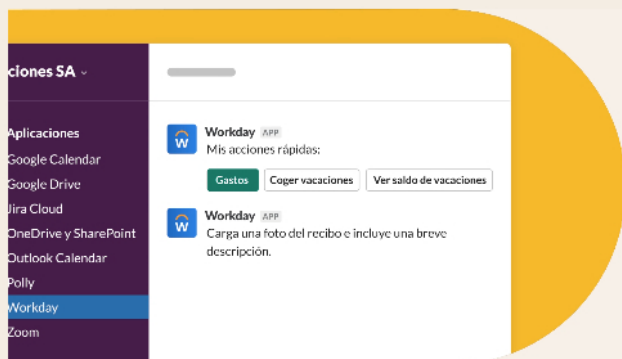 ciones SA
Aplicaciones
Google Calendar
Google Drive
Jira Cloud
OneDrive y SharePoint
Outlook Calendar
Polly
Workday
Zoom
Workday APP
Mis acciones rápidas:
Gastos Coger vacaciones Ver saldo de vacaciones
Workday APP
Carga una foto del recibo e incluye una breve
descripción.